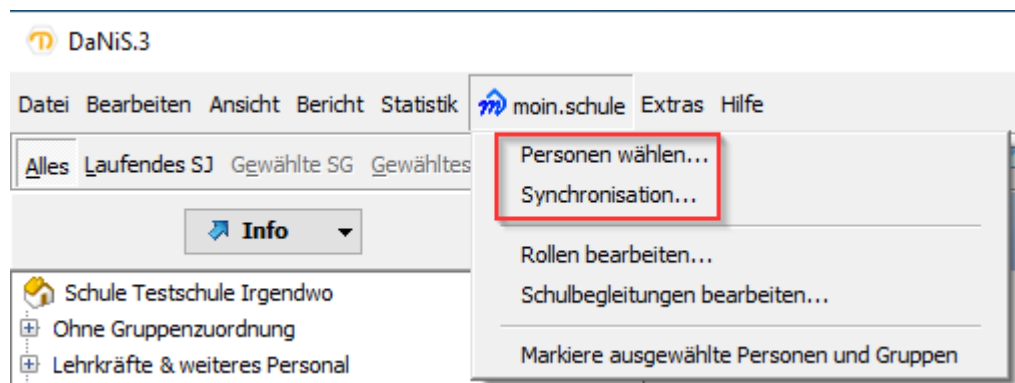 DaNiS.3
Datei Bearbeiten Ansicht Bericht Statistik moin.schule Extras Hilfe
Alles Laufendes SJ Gewählte SG Gewähltes
Personen wählen...
Synchronisation...
Info
Rollen bearbeiten...
Schule Testschule Irgendwo
Schulbegleitungen bearbeiten...
Ohne Gruppenzuordnung
Lehrkräfte & weiteres Personal
Markiere ausgewählte Personen und Gruppen